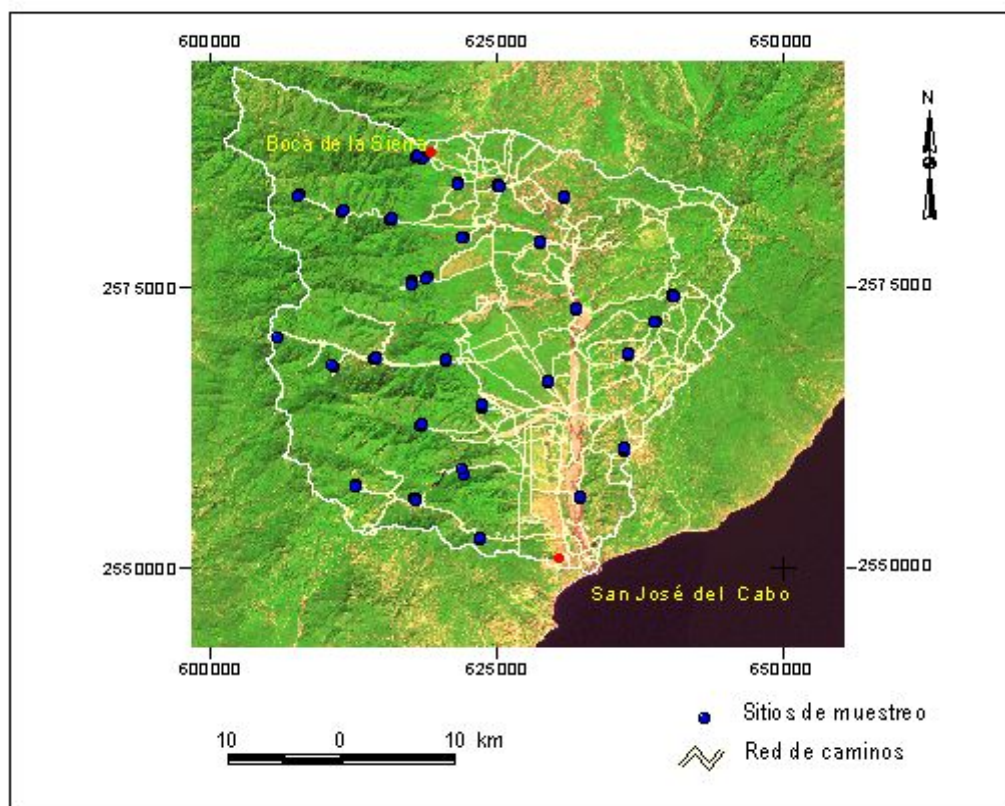 600000 625000 650000
N
Boca de la Sierra
2575000 2575000
2550000 2550000
San José del Cabo
600000 625000 650000
10 0 10 km
Sitios de muestreo
Red de caminos